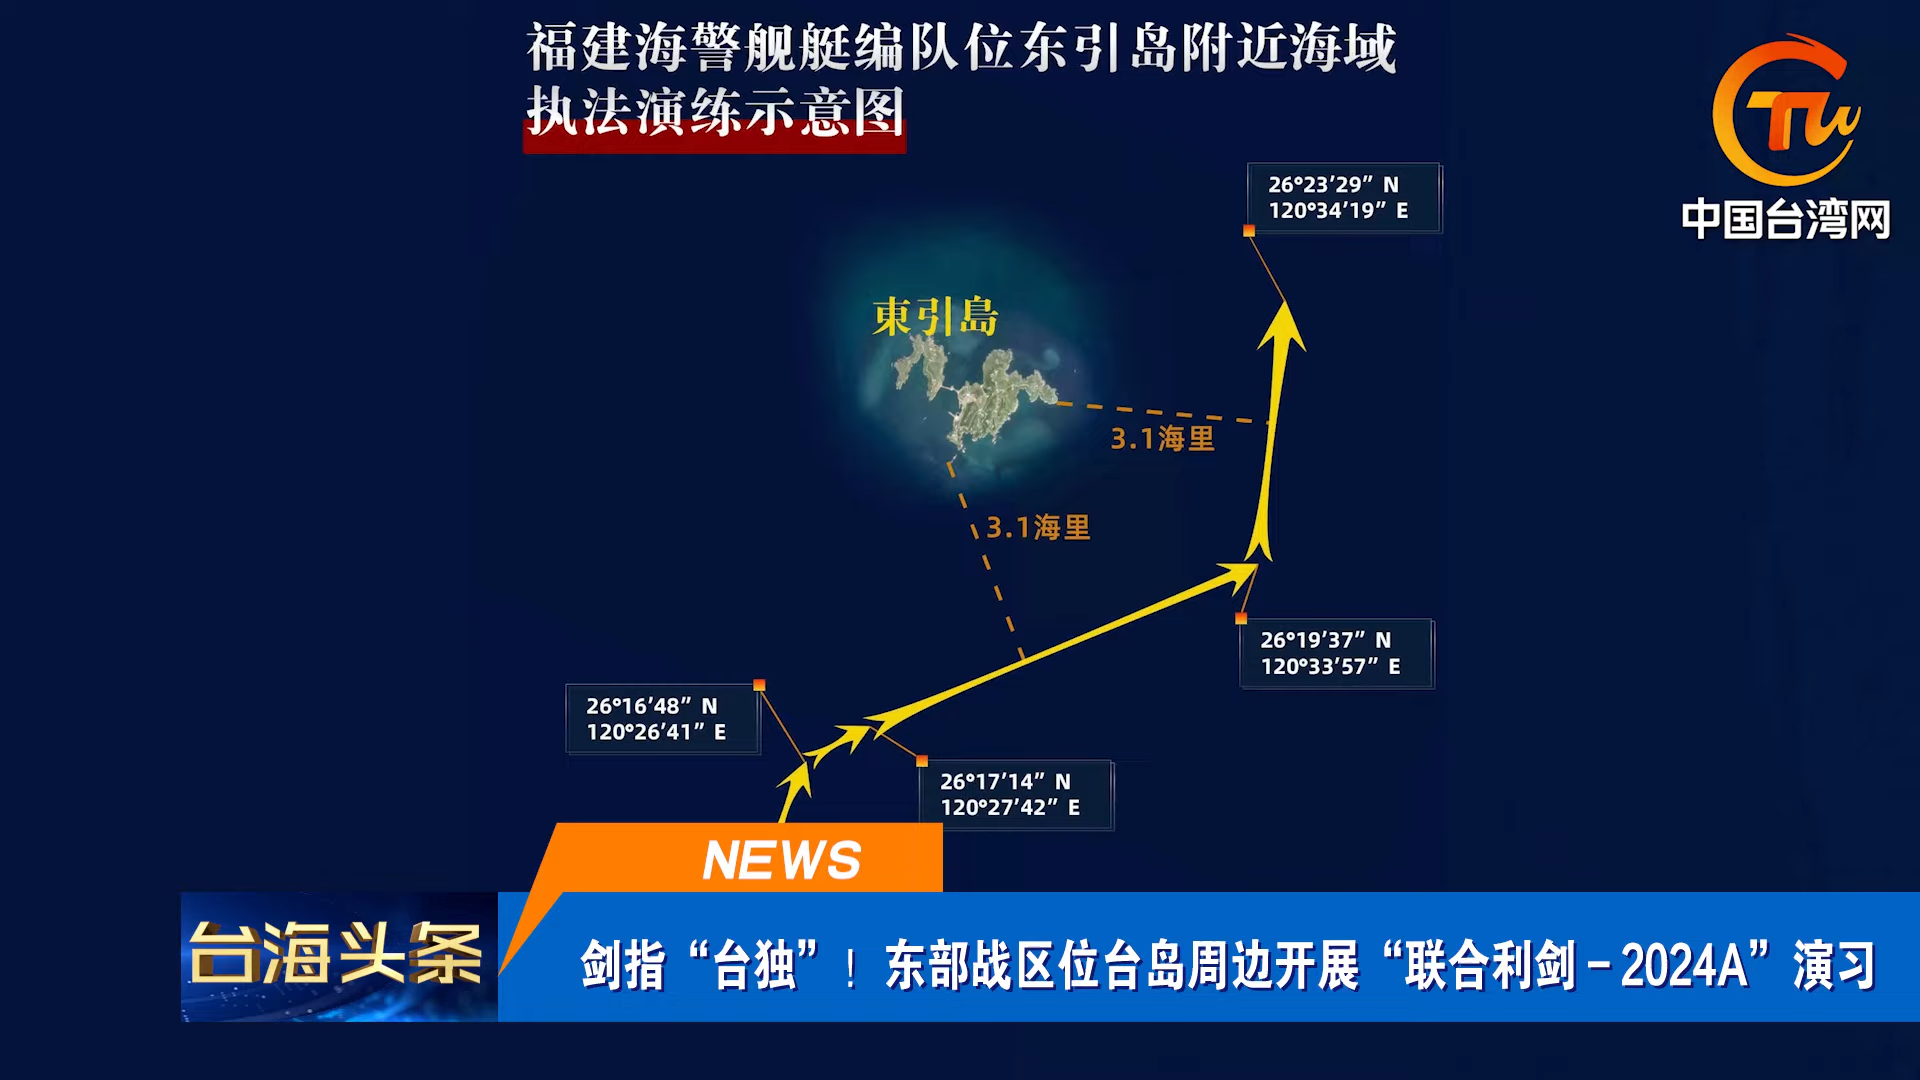 福建海警舰艇编队位东引岛附近海域
执法演练示意图
TW
中国台湾网
26°23′29″ N
120°34′19″ E
東引島
3.1海里
3.1海里
26°19′37″ N
120°33′57″ E
26°16′48″ N
120°26′41″ E
26°17′14″ N
120°27′42″ E
NEWS
台海头条
剑指“台独”！东部战区位台岛周边开展“联合利剑－2024A”演习